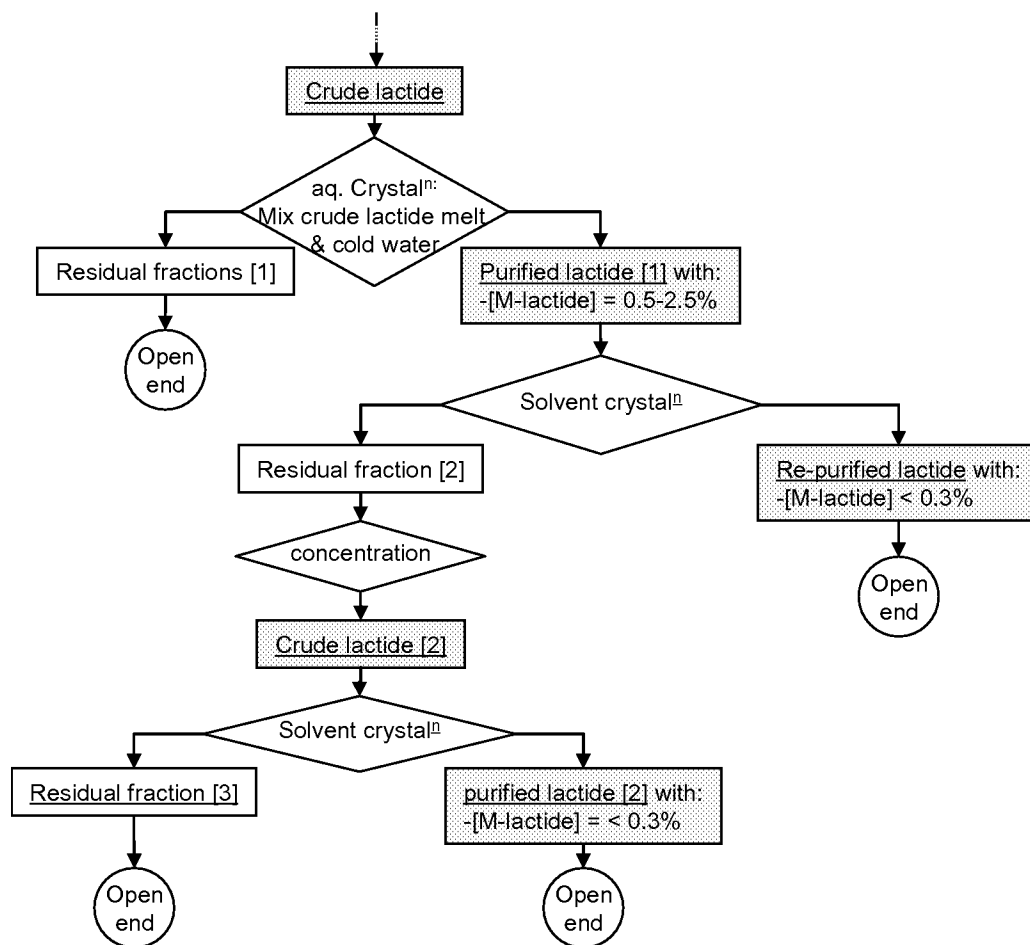 Crude lactide
aq. Crystalⁿ:
Mix crude lactide melt
& cold water
Residual fractions [1]
Purified lactide [1] with:
-[M-lactide] = 0.5-2.5%
Open
end
Solvent crystalⁿ
Residual fraction [2]
Re-purified lactide with:
-[M-lactide] < 0.3%
concentration
Open
end
Crude lactide [2]
Solvent crystalⁿ
Residual fraction [3]
purified lactide [2] with:
-[M-lactide] = < 0.3%
Open
end
Open
end